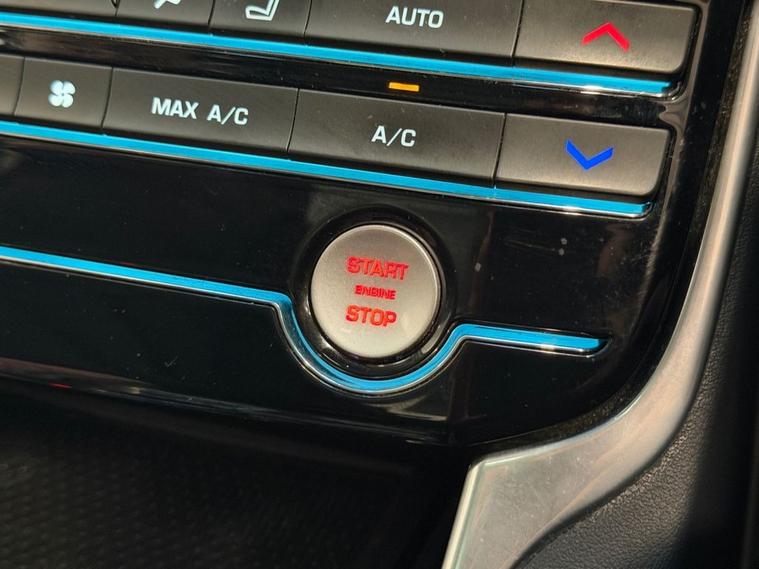 AUTO
MAX A/C
A/C
START
ENGINE
STOP